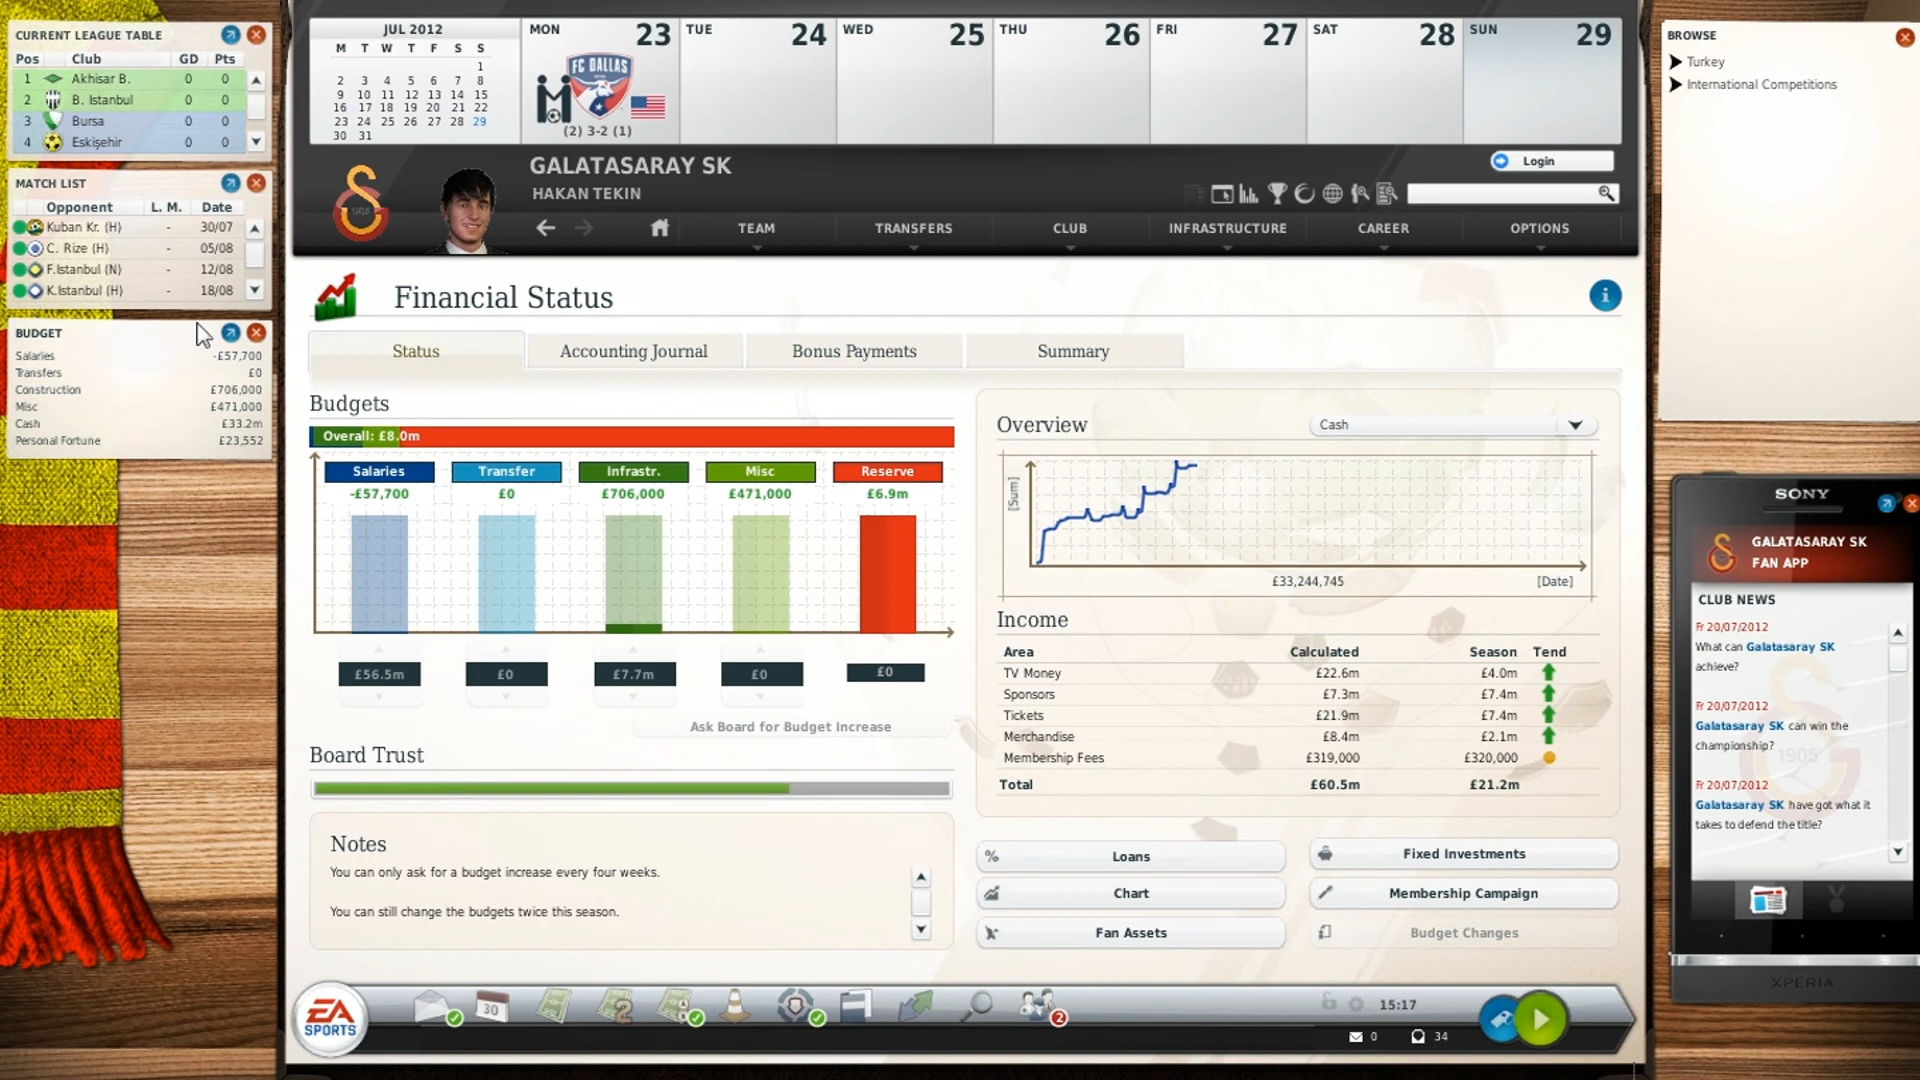 CURRENT LEAGUE TABLE
Pos Club GD Pts
1 Akhisar B. 0 0
2 B. Istanbul 0 0
3 Bursa 0 0
4 Eskişehir 0 0
MATCH LIST
Opponent L. M. Date
Kuban Kr. (H) - 30/07
C. Rize (H) - 05/08
F.Istanbul (N) - 12/08
K.Istanbul (H) - 18/08
BUDGET
Salaries -£57,700
Transfers £0
Construction £706,000
Misc £471,000
Cash £33.2m
Personal Fortune £23,552
JUL 2012
M T W T F S S
1
2 3 4 5 6 7 8
9 10 11 12 13 14 15
16 17 18 19 20 21 22
23 24 25 26 27 28 29
30 31
MON 23
TUE 24
WED 25
THU 26
FRI 27
SAT 28
SUN 29
FC DALLAS
(2) 3-2 (1)
GALATASARAY SK
HAKAN TEKIN
Login
TEAM TRANSFERS CLUB INFRASTRUCTURE CAREER OPTIONS
Financial Status
Status Accounting Journal Bonus Payments Summary
Budgets
Overall: £8.0m
Salaries Transfer Infrastr. Misc Reserve
-£57,700 £0 £706,000 £471,000 £6.9m
£56.5m £0 £7.7m £0 £0
Ask Board for Budget Increase
Board Trust
Notes
You can only ask for a budget increase every four weeks.
You can still change the budgets twice this season.
Overview
Cash
[Sum]
£33,244,745 [Date]
Income
Area Calculated Season Tend
TV Money £22.6m £4.0m
Sponsors £7.3m £7.4m
Tickets £21.9m £7.4m
Merchandise £8.4m £2.1m
Membership Fees £319,000 £320,000
Total £60.5m £21.2m
Loans Fixed Investments
Chart Membership Campaign
Fan Assets Budget Changes
EA
SPORTS
30
2
2
15:17
0 34
BROWSE
Turkey
International Competitions
SONY
GALATASARAY SK
FAN APP
CLUB NEWS
Fr 20/07/2012
What can Galatasaray SK
achieve?
Fr 20/07/2012
Galatasaray SK can win the
championship?
1905
Fr 20/07/2012
Galatasaray SK have got what it
takes to defend the title?
XPERIA